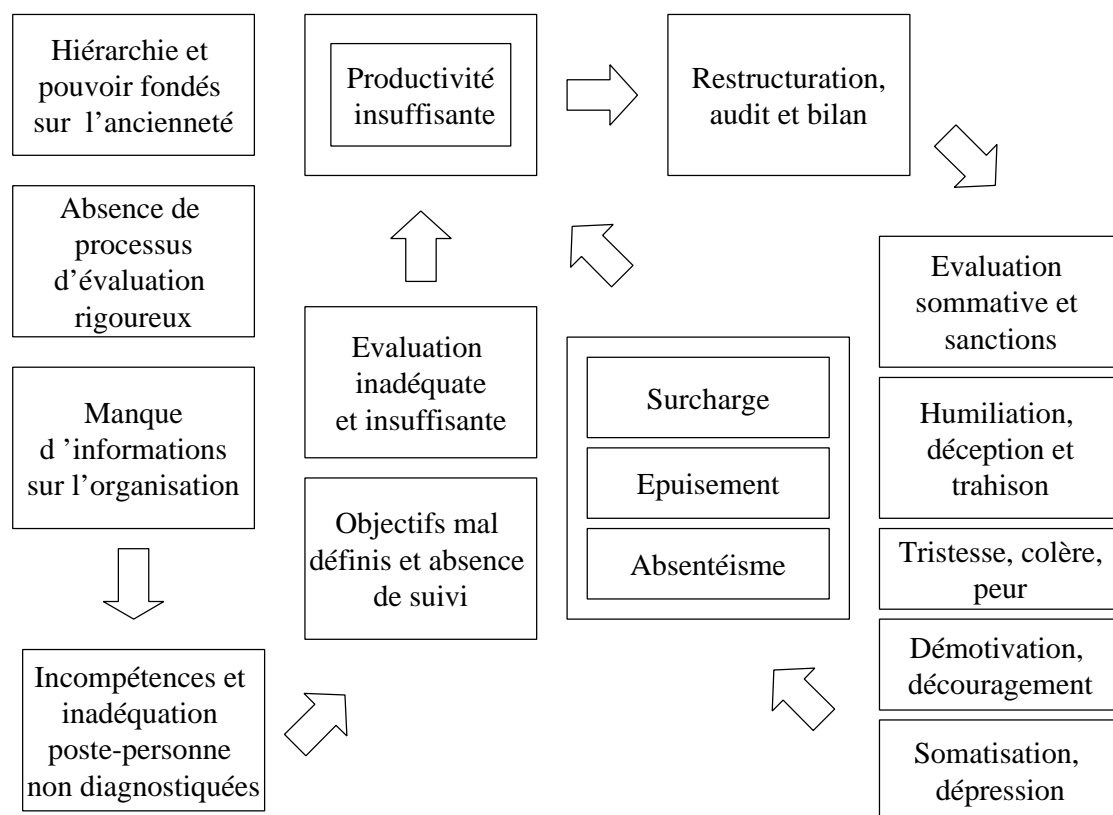 Hiérarchie et
pouvoir fondés
sur l’ancienneté
Absence de
processus
d’évaluation
rigoureux
Manque
d ’informations
sur l’organisation
Incompétences et
inadéquation
poste-personne
non diagnostiquées
Productivité
insuffisante
Evaluation
inadéquate
et insuffisante
Objectifs mal
définis et absence
de suivi
Restructuration,
audit et bilan
Surcharge
Epuisement
Absentéisme
Evaluation
sommative et
sanctions
Humiliation,
déception et
trahison
Tristesse, colère,
peur
Démotivation,
découragement
Somatisation,
dépression